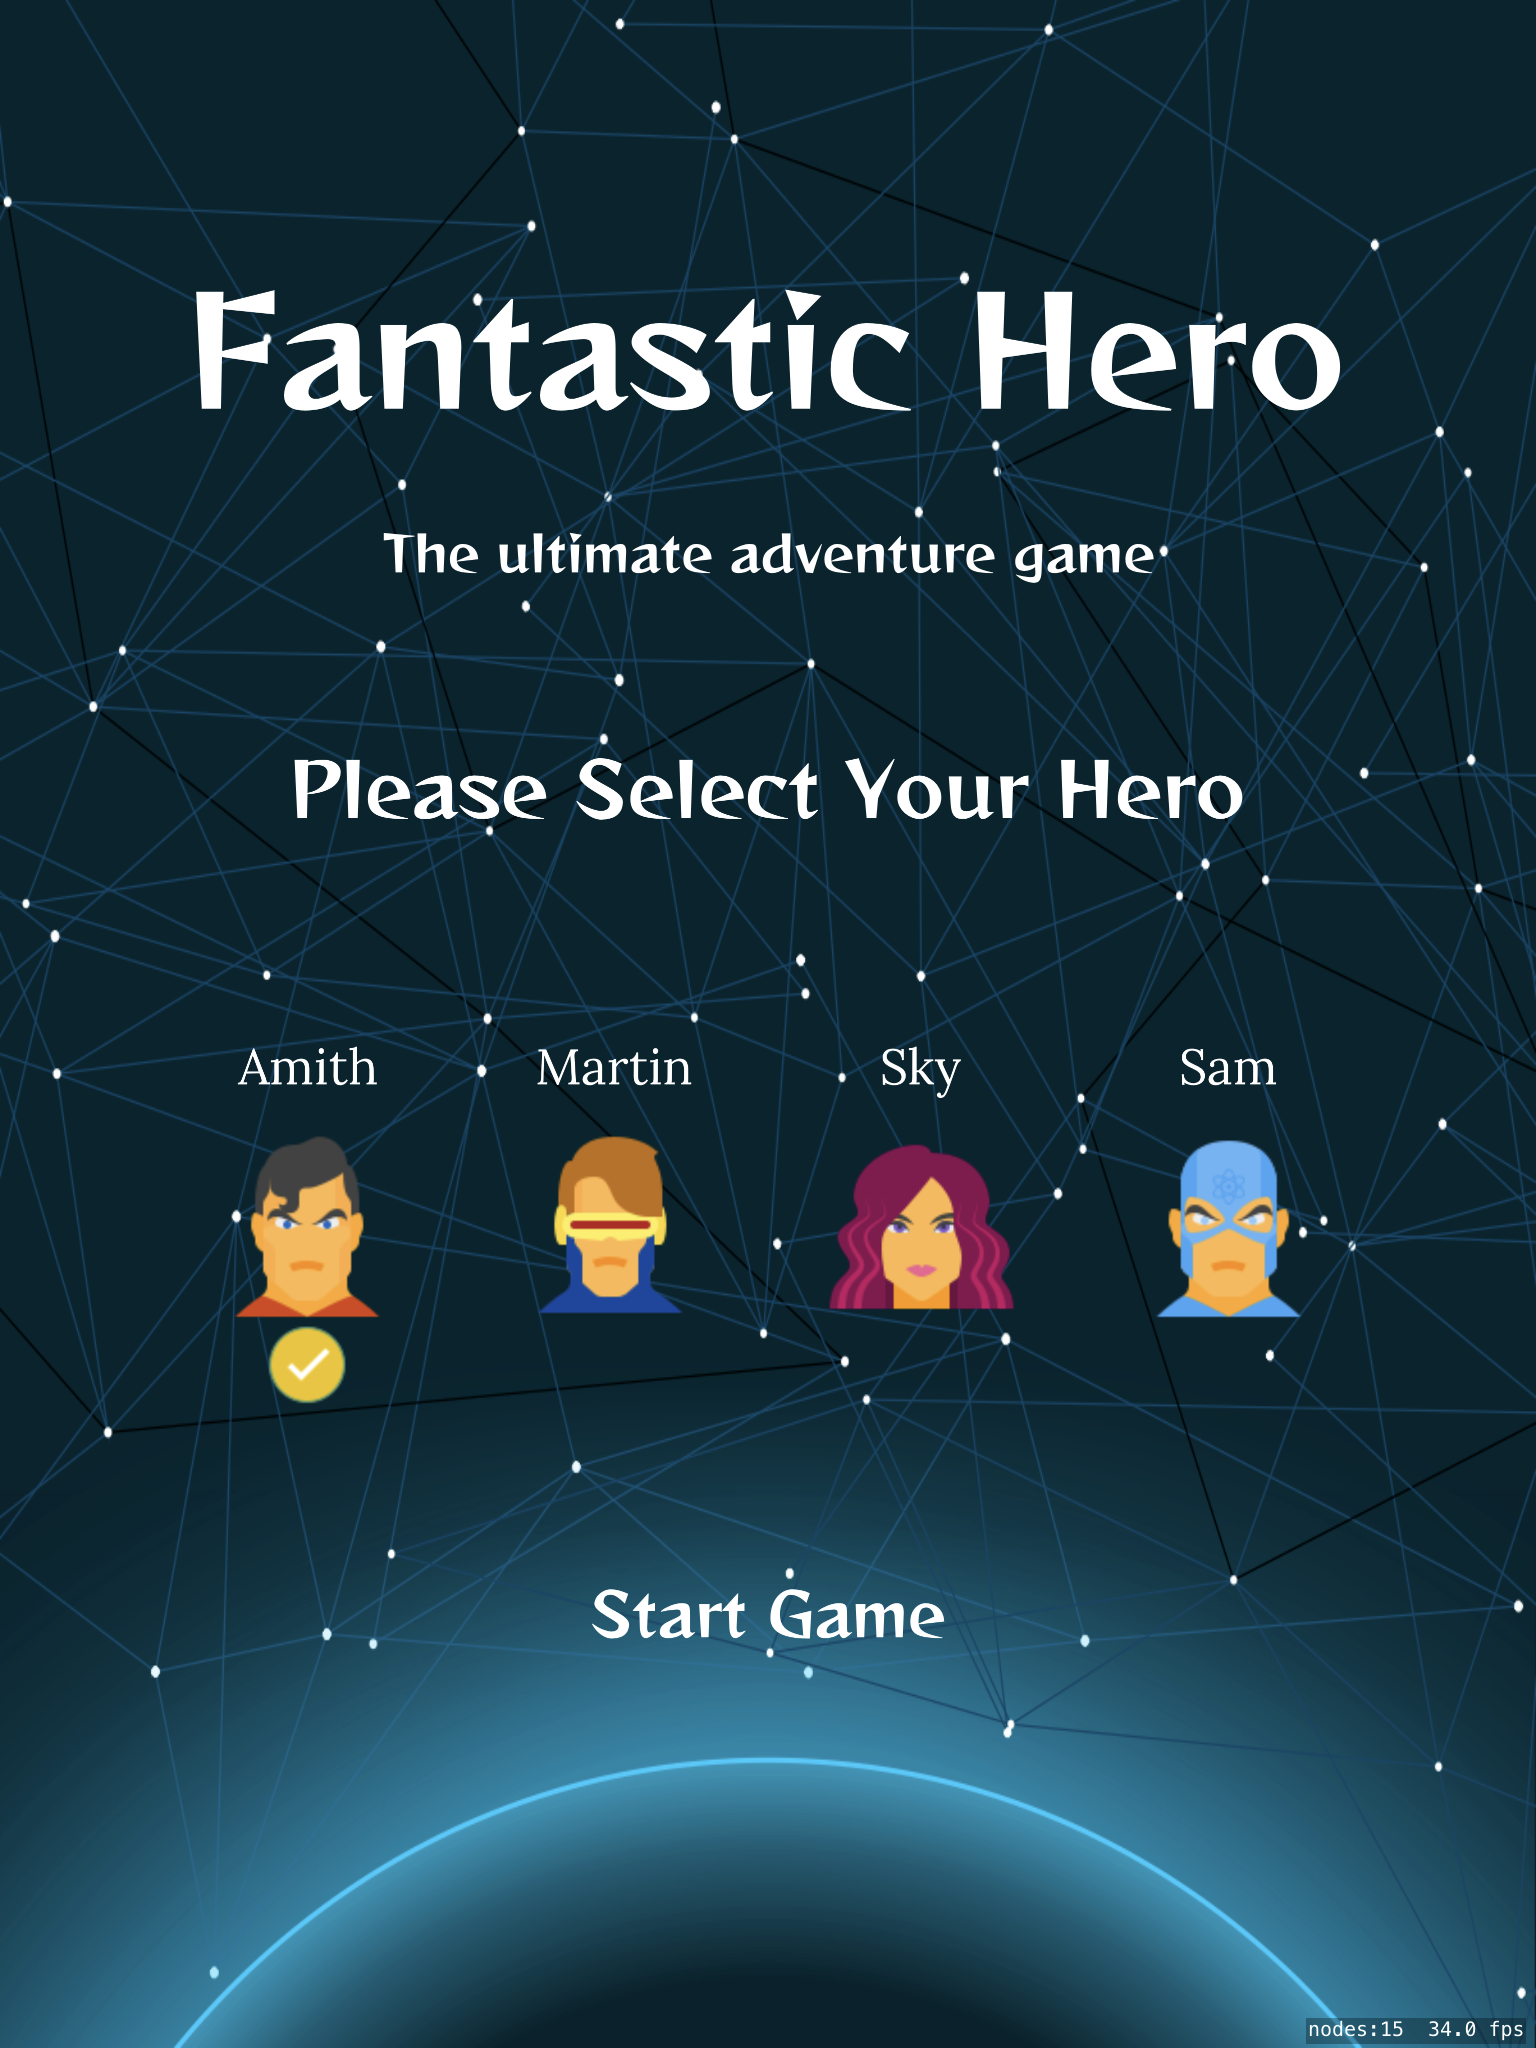 Fantastic Hero
The ultimate adventure game
Please Select Your Hero
Amith Martin Sky Sam
Start Game
nodes:15 34.0 fps